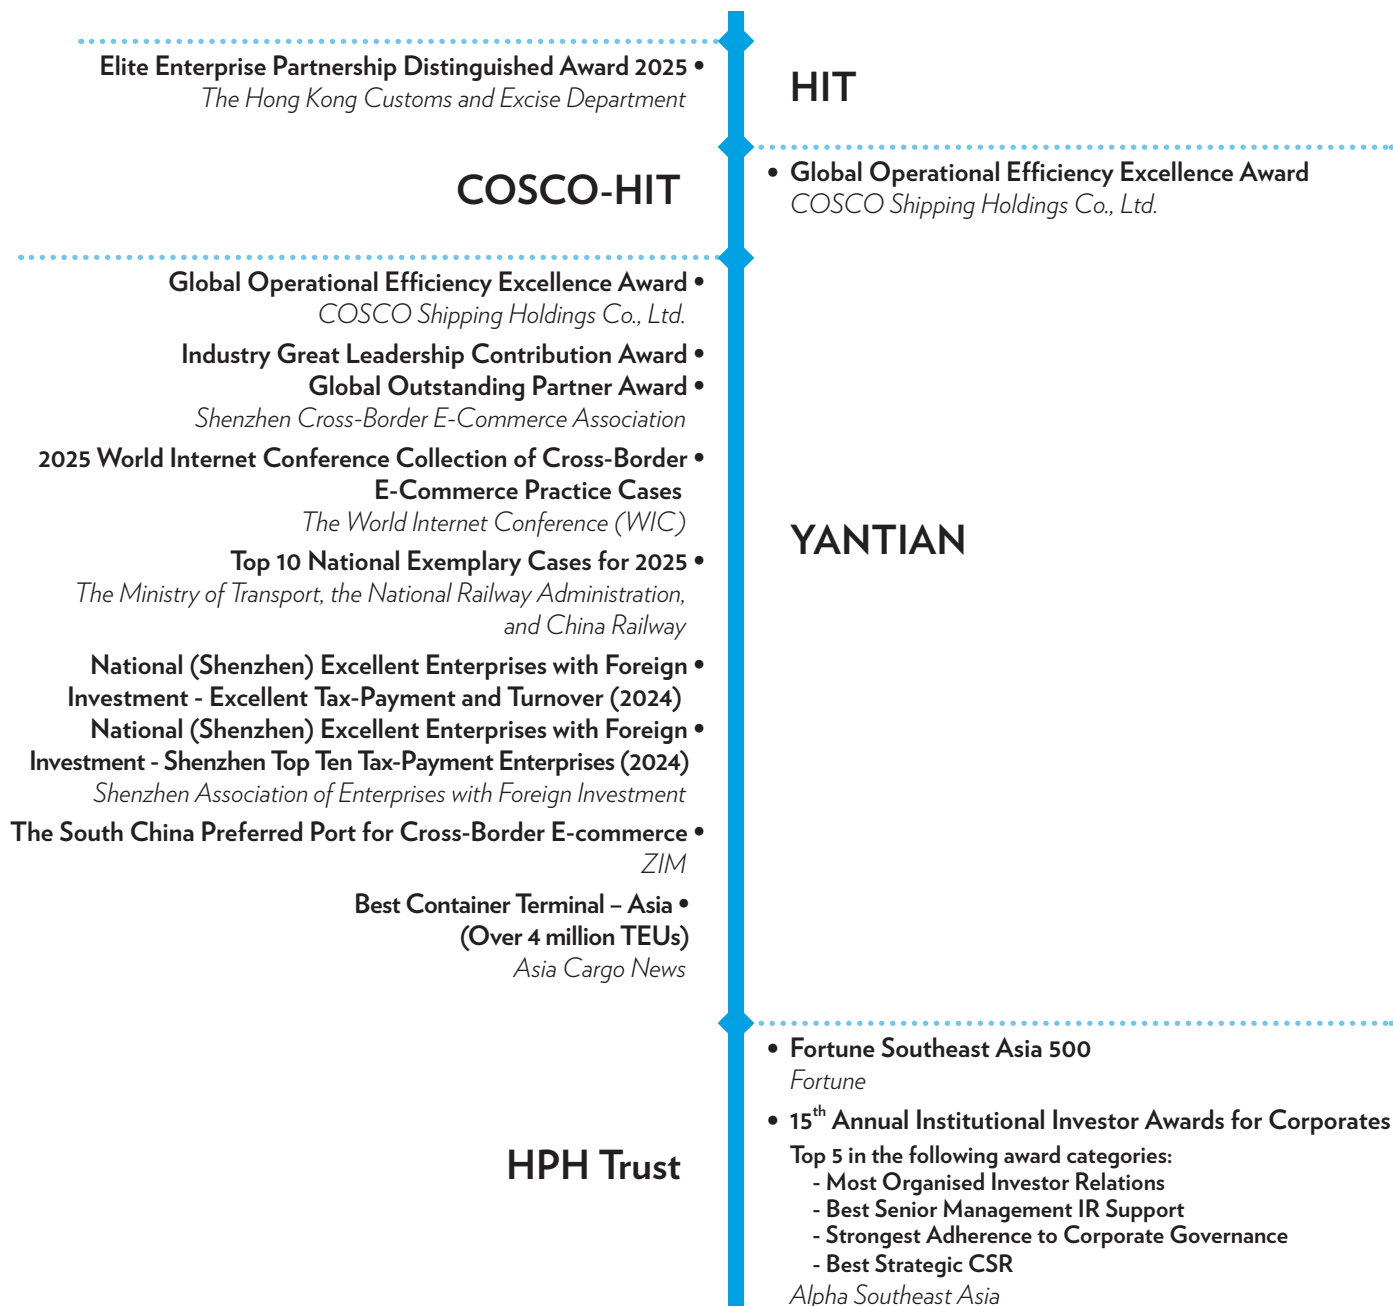 HIT
Elite Enterprise Partnership Distinguished Award 2025 •
The Hong Kong Customs and Excise Department
COSCO-HIT
• Global Operational Efficiency Excellence Award
COSCO Shipping Holdings Co., Ltd.
YANTIAN
Global Operational Efficiency Excellence Award •
COSCO Shipping Holdings Co., Ltd.
Industry Great Leadership Contribution Award •
Global Outstanding Partner Award •
Shenzhen Cross-Border E-Commerce Association
2025 World Internet Conference Collection of Cross-Border •
E-Commerce Practice Cases
The World Internet Conference (WIC)
Top 10 National Exemplary Cases for 2025 •
The Ministry of Transport, the National Railway Administration,
and China Railway
National (Shenzhen) Excellent Enterprises with Foreign •
Investment - Excellent Tax-Payment and Turnover (2024)
National (Shenzhen) Excellent Enterprises with Foreign •
Investment - Shenzhen Top Ten Tax-Payment Enterprises (2024)
Shenzhen Association of Enterprises with Foreign Investment
The South China Preferred Port for Cross-Border E-commerce •
ZIM
Best Container Terminal – Asia •
(Over 4 million TEUs)
Asia Cargo News
HPH Trust
• Fortune Southeast Asia 500
Fortune
• 15th Annual Institutional Investor Awards for Corporates
Top 5 in the following award categories:
- Most Organised Investor Relations
- Best Senior Management IR Support
- Strongest Adherence to Corporate Governance
- Best Strategic CSR
Alpha Southeast Asia